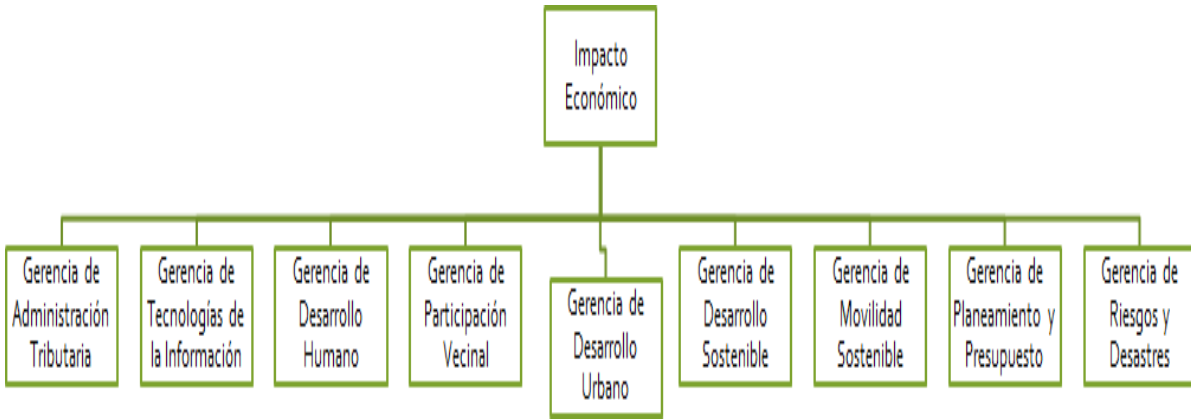 Impacto
Económico
Gerencia de
Administración
Tributaria
Gerencia de
Tecnologías de
la Información
Gerencia de
Desarrollo
Humano
Gerencia de
Participación
Vecinal
Gerencia de
Desarrollo
Urbano
Gerencia de
Desarrollo
Sostenible
Gerencia de
Movilidad
Sostenible
Gerencia de
Planeamiento y
Presupuesto
Gerencia de
Riesgos y
Desastres